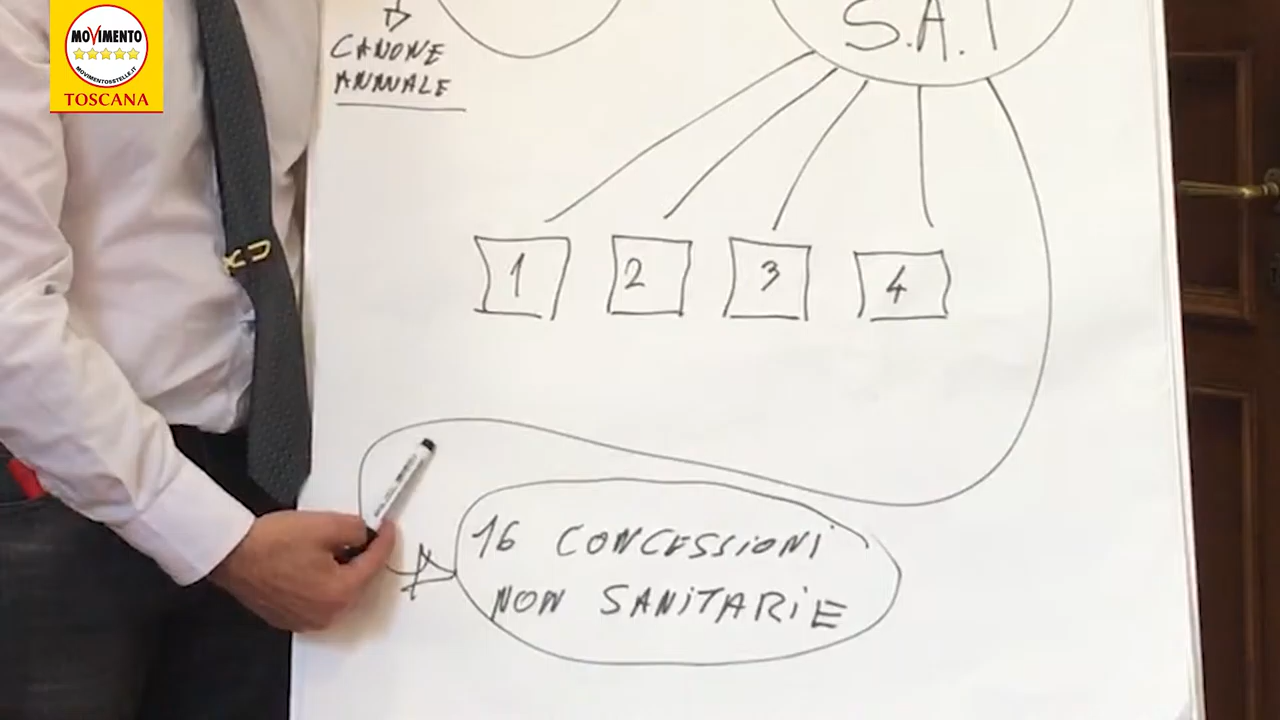 MOVIMENTO
MOVIMENTO5STELLE.IT
TOSCANA
CANONE
ANNUALE
S.A.T
1
2
3
4
16 CONCESSIONI
NON SANITARIE